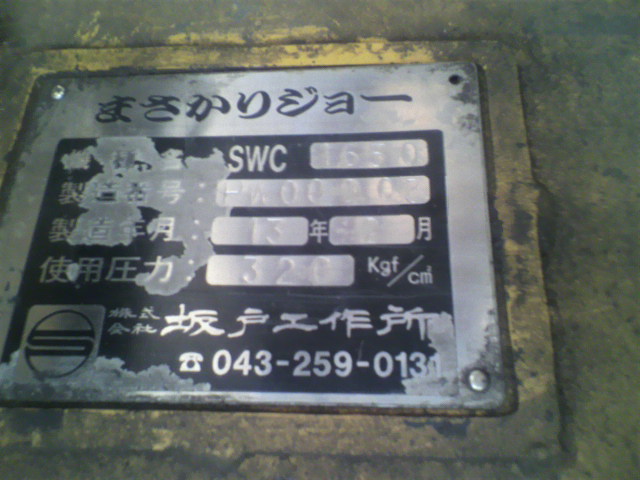 まさかりジョー
SWC 1650
製造番号:
製造年月: 13年 月
使用圧力: 320 Kgf/c㎡
株式会社 坂戸工作所
☎043-259-0131